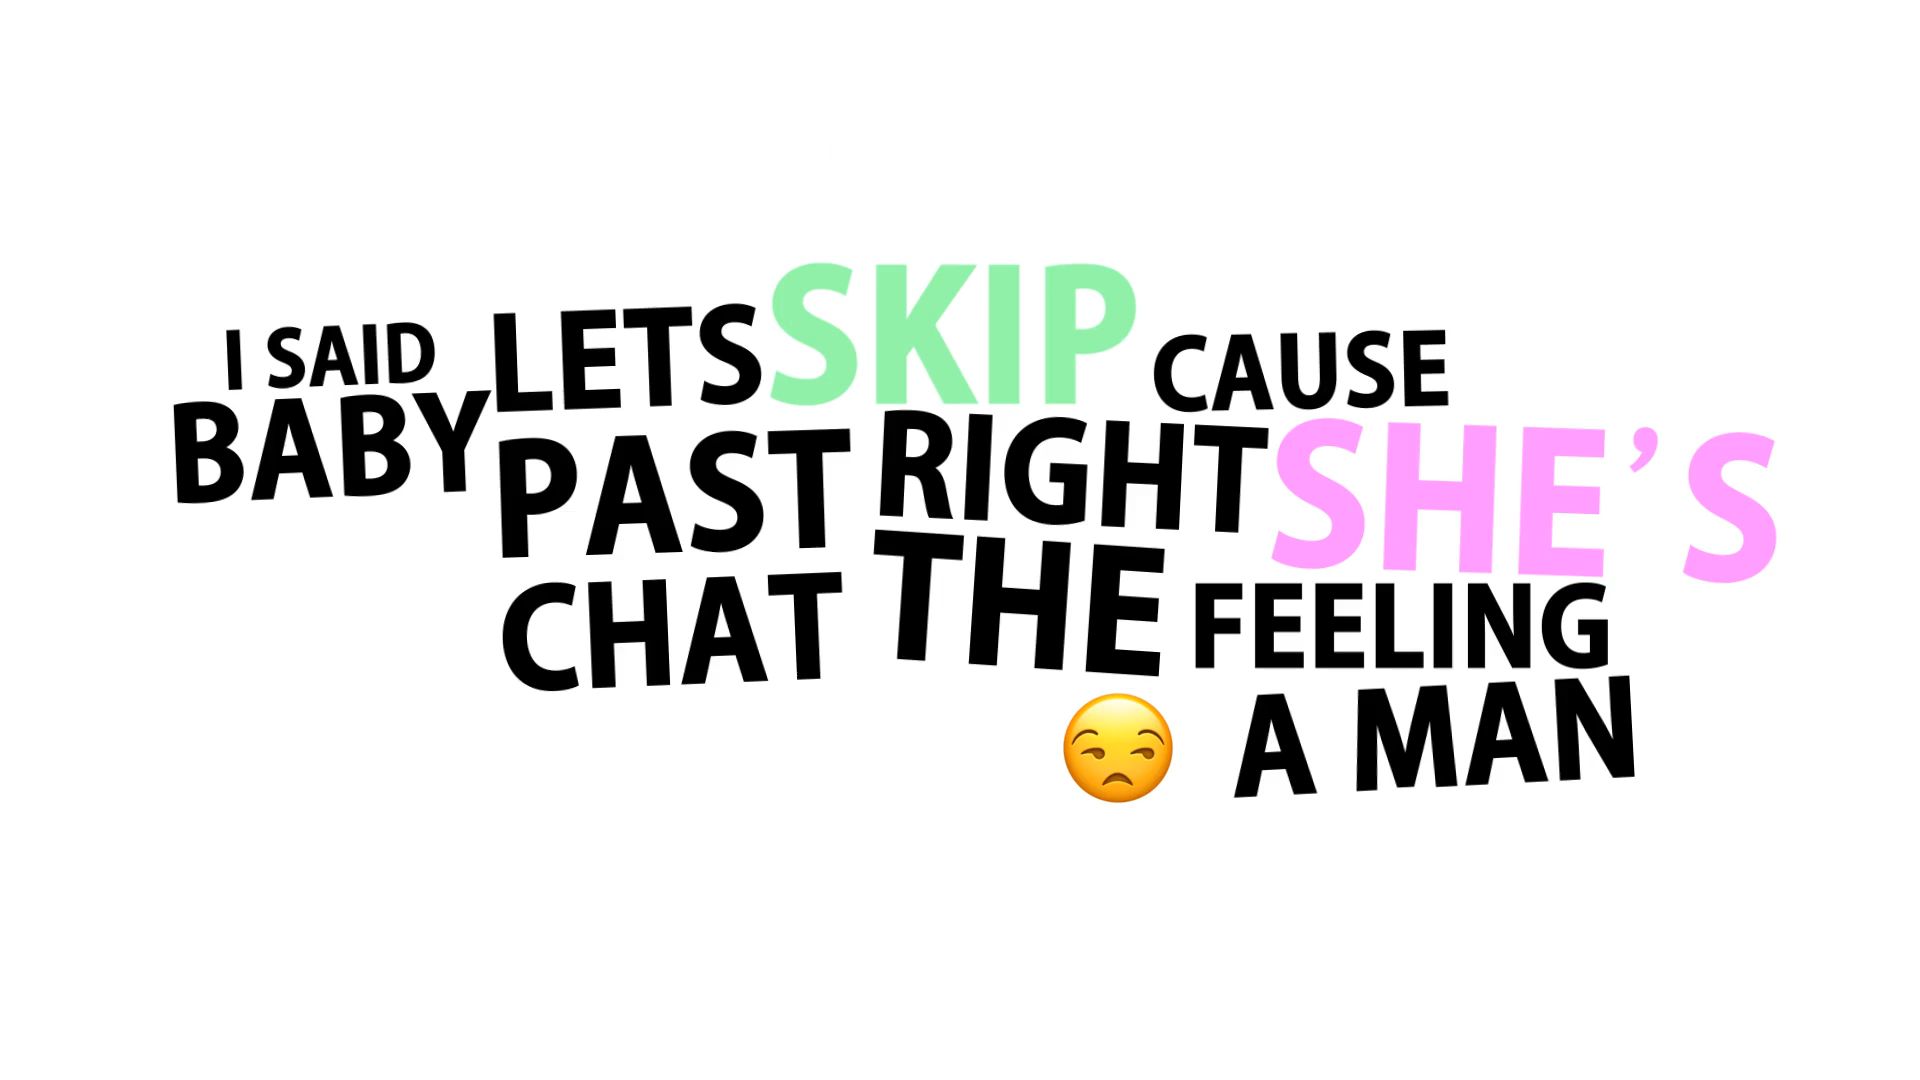 I SAID
BABY
LETS SKIP
RIGHT
PAST
THE
CHAT
CAUSE
SHE’S
FEELING
A MAN